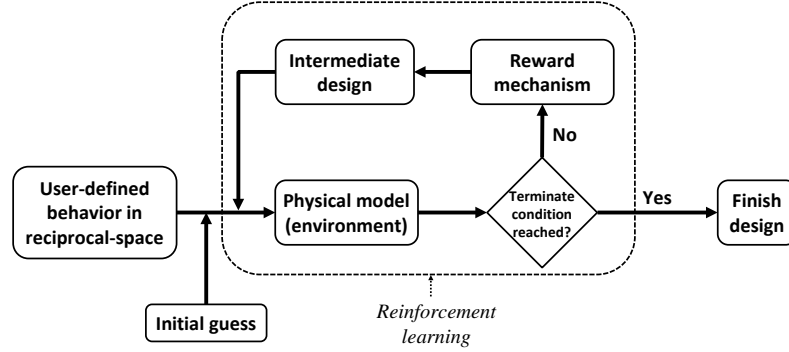 Intermediate
design
Reward
mechanism
No
User-defined
behavior in
reciprocal-space
Physical model
(environment)
Terminate
condition
reached?
Yes
Finish
design
Initial guess
Reinforcement
learning